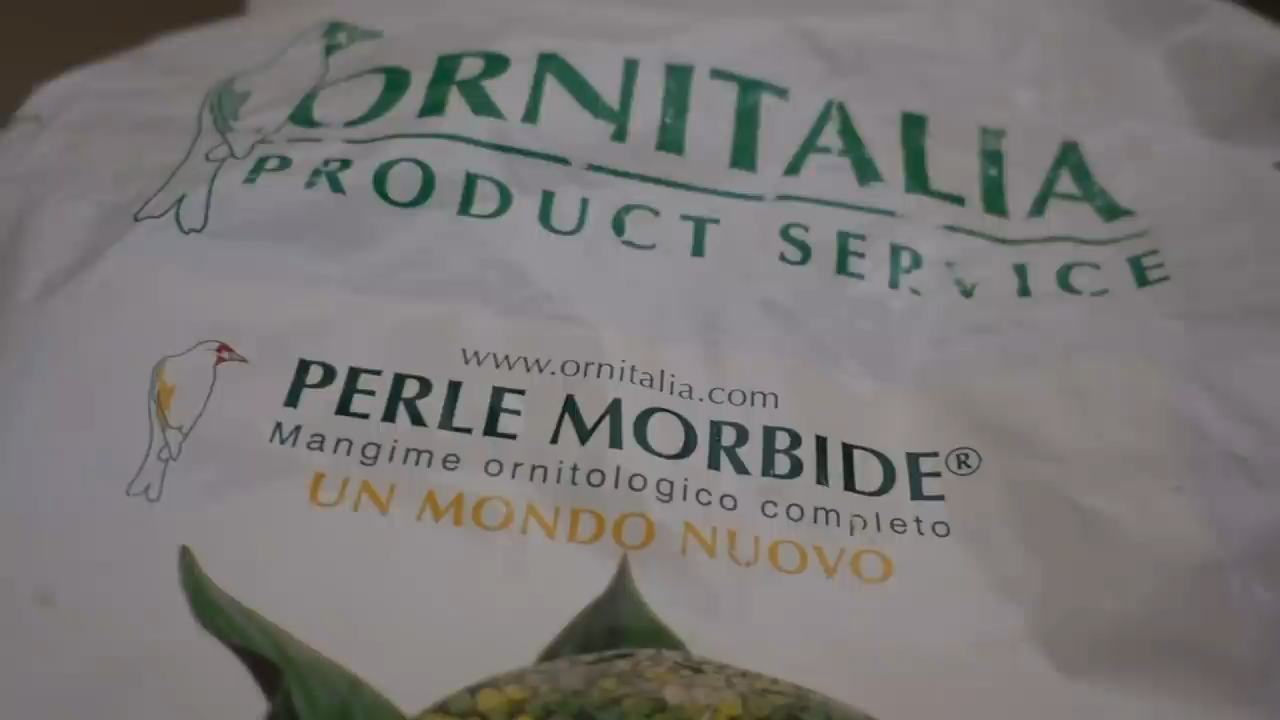 ORNITALIA
PRODUCT SERVICE
www.ornitalia.com
PERLE MORBIDE®
Mangime ornitologico completo
UN MONDO NUOVO